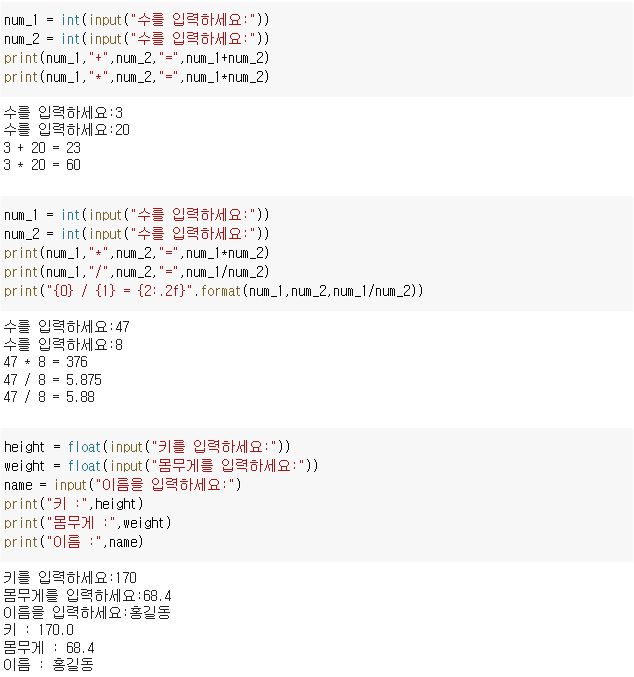 num_1 = int(input("수를 입력하세요:"))
num_2 = int(input("수를 입력하세요:"))
print(num_1,"+",num_2,"=",num_1+num_2)
print(num_1,"*",num_2,"=",num_1*num_2)
수를 입력하세요:3
수를 입력하세요:20
3 + 20 = 23
3 * 20 = 60
num_1 = int(input("수를 입력하세요:"))
num_2 = int(input("수를 입력하세요:"))
print(num_1,"*",num_2,"=",num_1*num_2)
print(num_1,"/",num_2,"=",num_1/num_2)
print("{0} / {1} = {2:.2f}".format(num_1,num_2,num_1/num_2))
수를 입력하세요:47
수를 입력하세요:8
47 * 8 = 376
47 / 8 = 5.875
47 / 8 = 5.88
height = float(input("키를 입력하세요:"))
weight = float(input("몸무게를 입력하세요:"))
name = input("이름을 입력하세요:")
print("키 :",height)
print("몸무게 :",weight)
print("이름 :",name)
키를 입력하세요:170
몸무게를 입력하세요:68.4
이름을 입력하세요:홍길동
키 : 170.0
몸무게 : 68.4
이름 : 홍길동